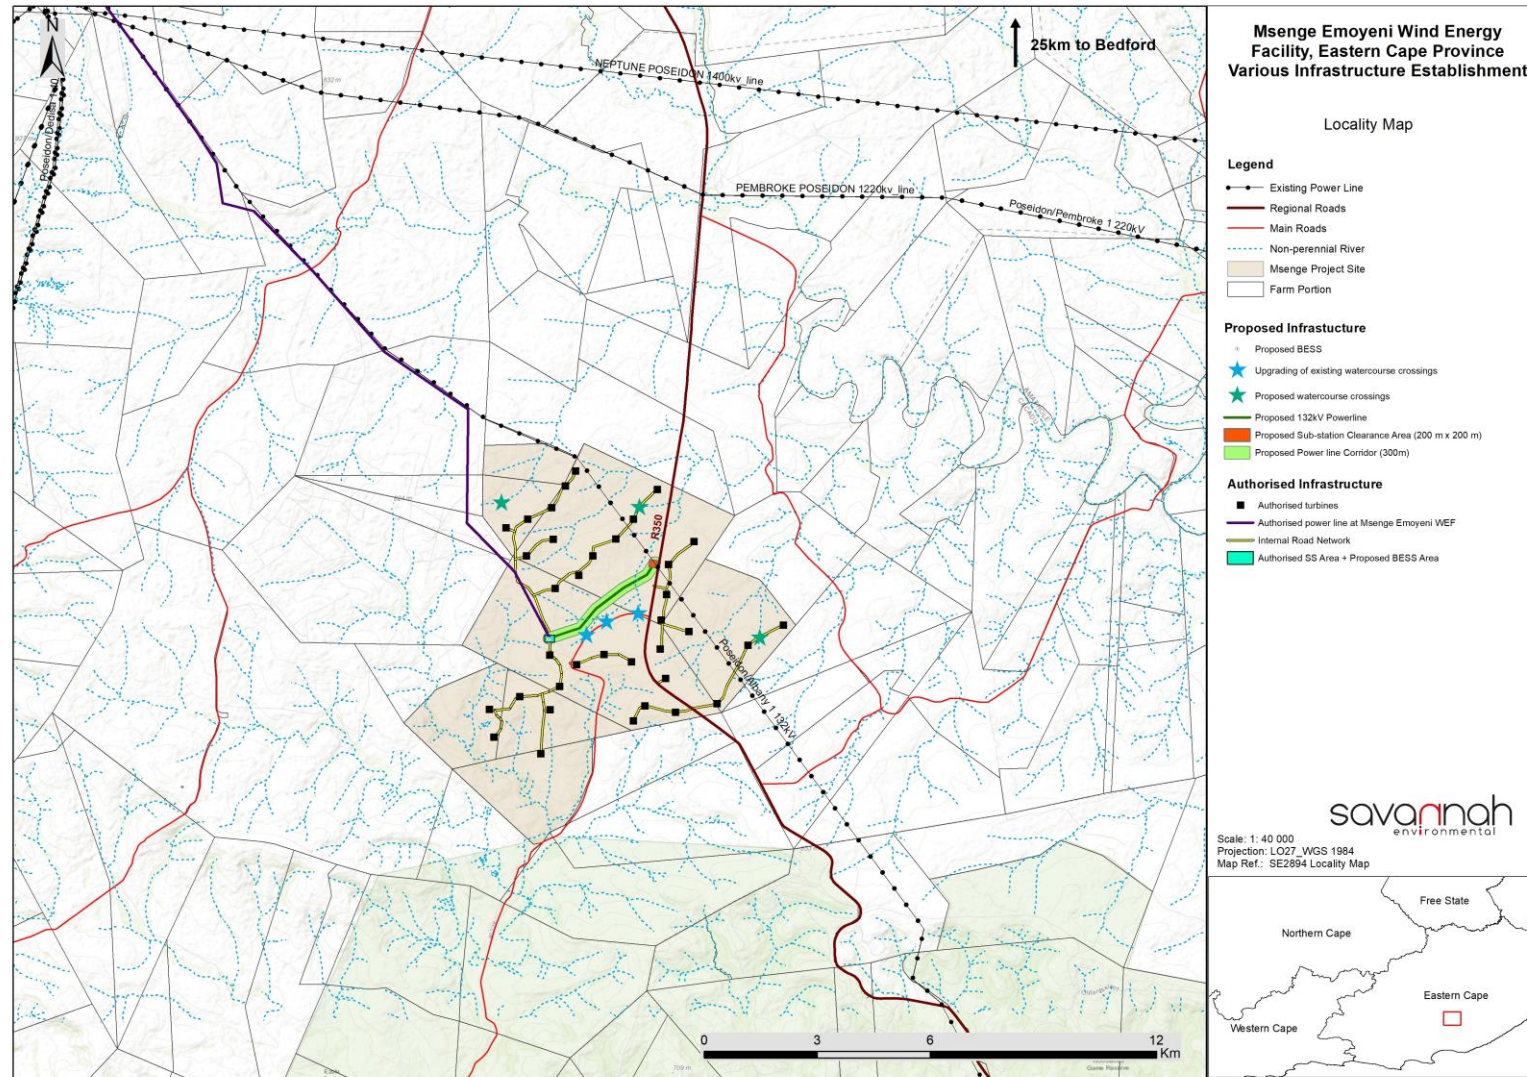 N
25km to Bedford
NEPTUNE POSEIDON 1400kv_line
PEMBROKE POSEIDON 1220kv_line
Poseidon/Pembroke 1 220kV
R350
Poseidon/Albany 1 132kV
0 3 6 12
Km
Msenge Emoyeni Wind Energy
Facility, Eastern Cape Province
Various Infrastructure Establishment
Locality Map
Legend
Existing Power Line
Regional Roads
Main Roads
Non-perennial River
Msenge Project Site
Farm Portion
Proposed Infrastucture
Proposed BESS
Upgrading of existing watercourse crossings
Proposed watercourse crossings
Proposed 132kV Powerline
Proposed Sub-station Clearance Area (200 m x 200 m)
Proposed Power line Corridor (300m)
Authorised Infrastructure
Authorised turbines
Authorised power line at Msenge Emoyeni WEF
Internal Road Network
Authorised SS Area + Proposed BESS Area
savannah
environmental
Scale: 1: 40 000
Projection: LO27_WGS 1984
Map Ref.: SE2894 Locality Map
Free State
Northern Cape
Eastern Cape
Western Cape